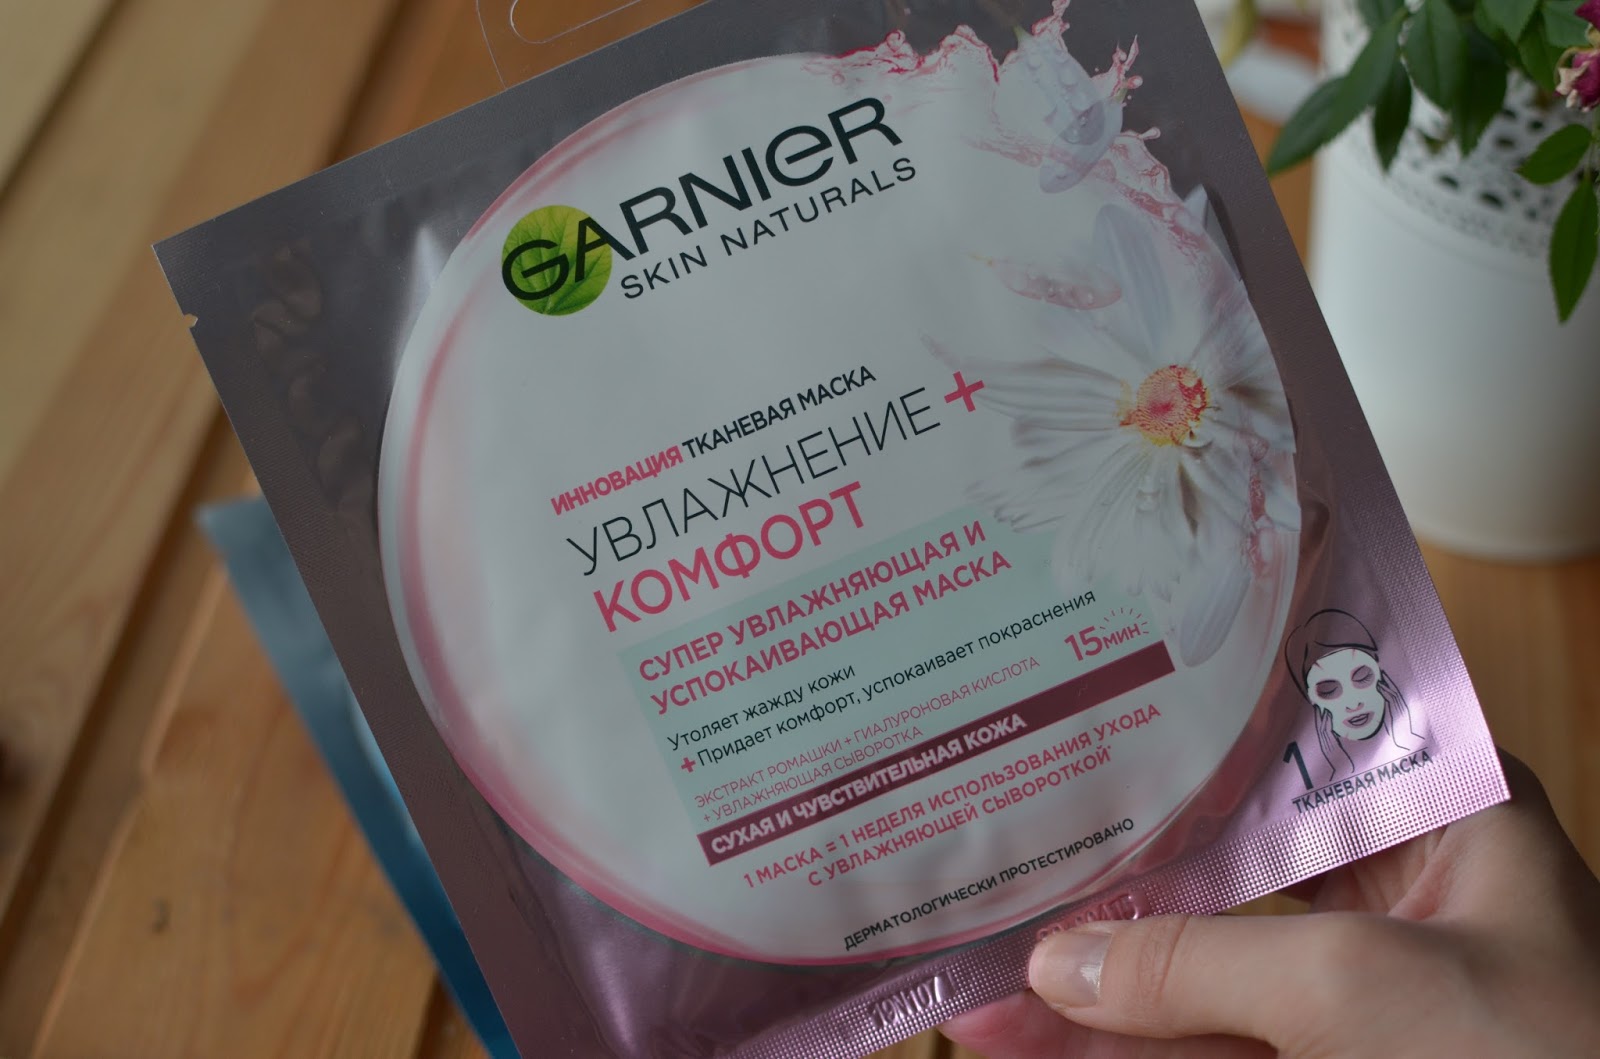 GARNIER
SKIN NATURALS
ИННОВАЦИЯ ТКАНЕВАЯ МАСКА
УВЛАЖНЕНИЕ +
КОМФОРТ
СУПЕР УВЛАЖНЯЮЩАЯ И
УСПОКАИВАЮЩАЯ МАСКА
Утоляет жажду кожи
+ Придает комфорт, успокаивает покраснения
15 МИН
ЭКСТРАКТ РОМАШКИ + ГИАЛУРОНОВАЯ КИСЛОТА
+ УВЛАЖНЯЮЩАЯ СЫВОРОТКА
СУХАЯ И ЧУВСТВИТЕЛЬНАЯ КОЖА
1 МАСКА = 1 НЕДЕЛЯ ИСПОЛЬЗОВАНИЯ УХОДА
С УВЛАЖНЯЮЩЕЙ СЫВОРОТКОЙ*
ДЕРМАТОЛОГИЧЕСКИ ПРОТЕСТИРОВАНО
1
ТКАНЕВАЯ МАСКА
19N107